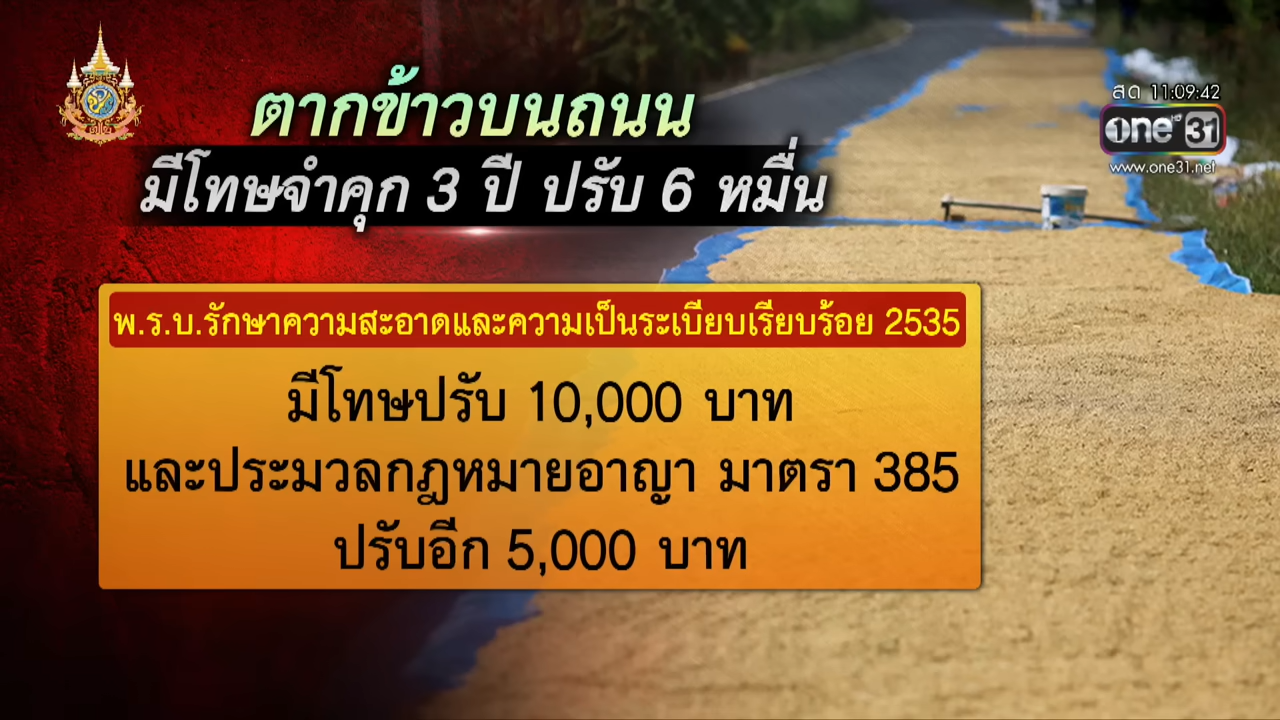 ตากข้าวบนถนน
มีโทษจำคุก 3 ปี ปรับ 6 หมื่น
สด 11:09:42
one HD 31
www.one31.net
พ.ร.บ.รักษาความสะอาดและความเป็นระเบียบเรียบร้อย 2535
มีโทษปรับ 10,000 บาท
และประมวลกฎหมายอาญา มาตรา 385
ปรับอีก 5,000 บาท